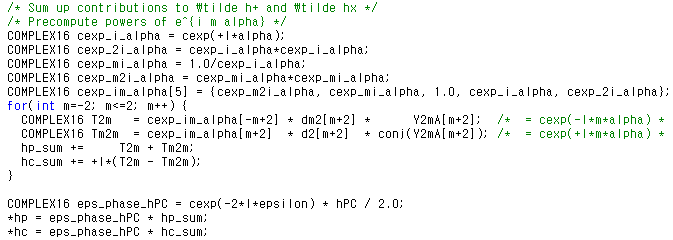 /* Sum up contributions to ₩tilde h+ and ₩tilde hx */
/* Precompute powers of e^{i m alpha} */
COMPLEX16 cexp_i_alpha = cexp(+I*alpha);
COMPLEX16 cexp_2i_alpha = cexp_i_alpha*cexp_i_alpha;
COMPLEX16 cexp_mi_alpha = 1.0/cexp_i_alpha;
COMPLEX16 cexp_m2i_alpha = cexp_mi_alpha*cexp_mi_alpha;
COMPLEX16 cexp_im_alpha[5] = {cexp_m2i_alpha, cexp_mi_alpha, 1.0, cexp_i_alpha, cexp_2i_alpha};
for(int m=-2; m<=2; m++) {
COMPLEX16 T2m = cexp_im_alpha[-m+2] * dm2[m+2] * Y2mA[m+2]; /* = cexp(-I*m*alpha) *
COMPLEX16 Tm2m = cexp_im_alpha[m+2] * d2[m+2] * conj(Y2mA[m+2]); /* = cexp(+I*m*alpha) *
hp_sum += T2m + Tm2m;
hc_sum += +I*(T2m - Tm2m);
}
COMPLEX16 eps_phase_hPC = cexp(-2*I*epsilon) * hPC / 2.0;
*hp = eps_phase_hPC * hp_sum;
*hc = eps_phase_hPC * hc_sum;